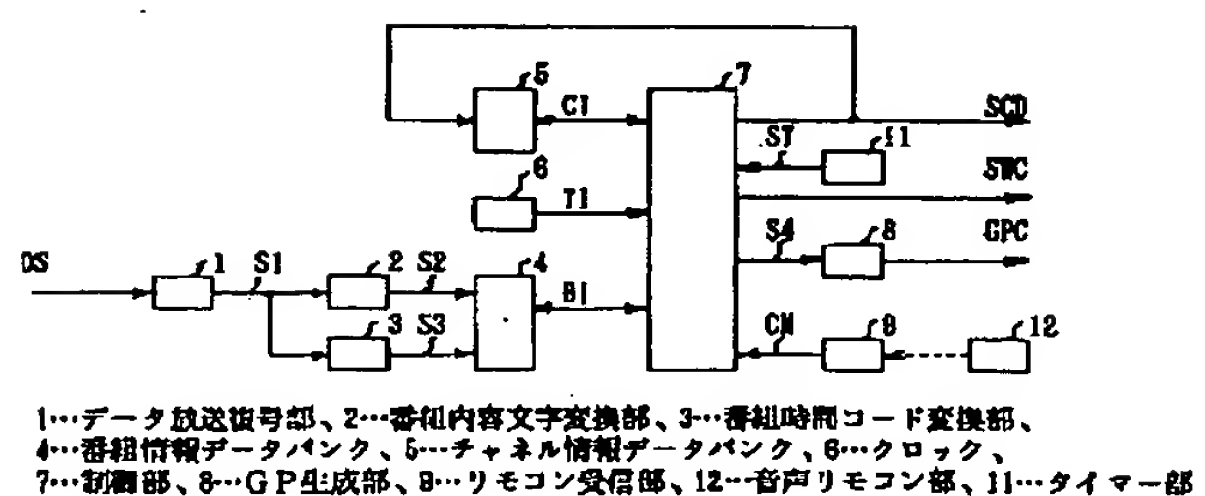 5 7 SCD
CI
ST 11
6 SWC
TI
S4 8 GPC
DS 1 S1 2 S2 4
BI
3 S3 CM 9 12
1…データ放送復号部、2…番組内容文字変換部、3…番組時間コード変換部、
4…番組情報データバンク、5…チャネル情報データバンク、6…クロック、
7…制御部、8…GP生成部、9…リモコン受信部、12…音声リモコン部、11…タイマー部